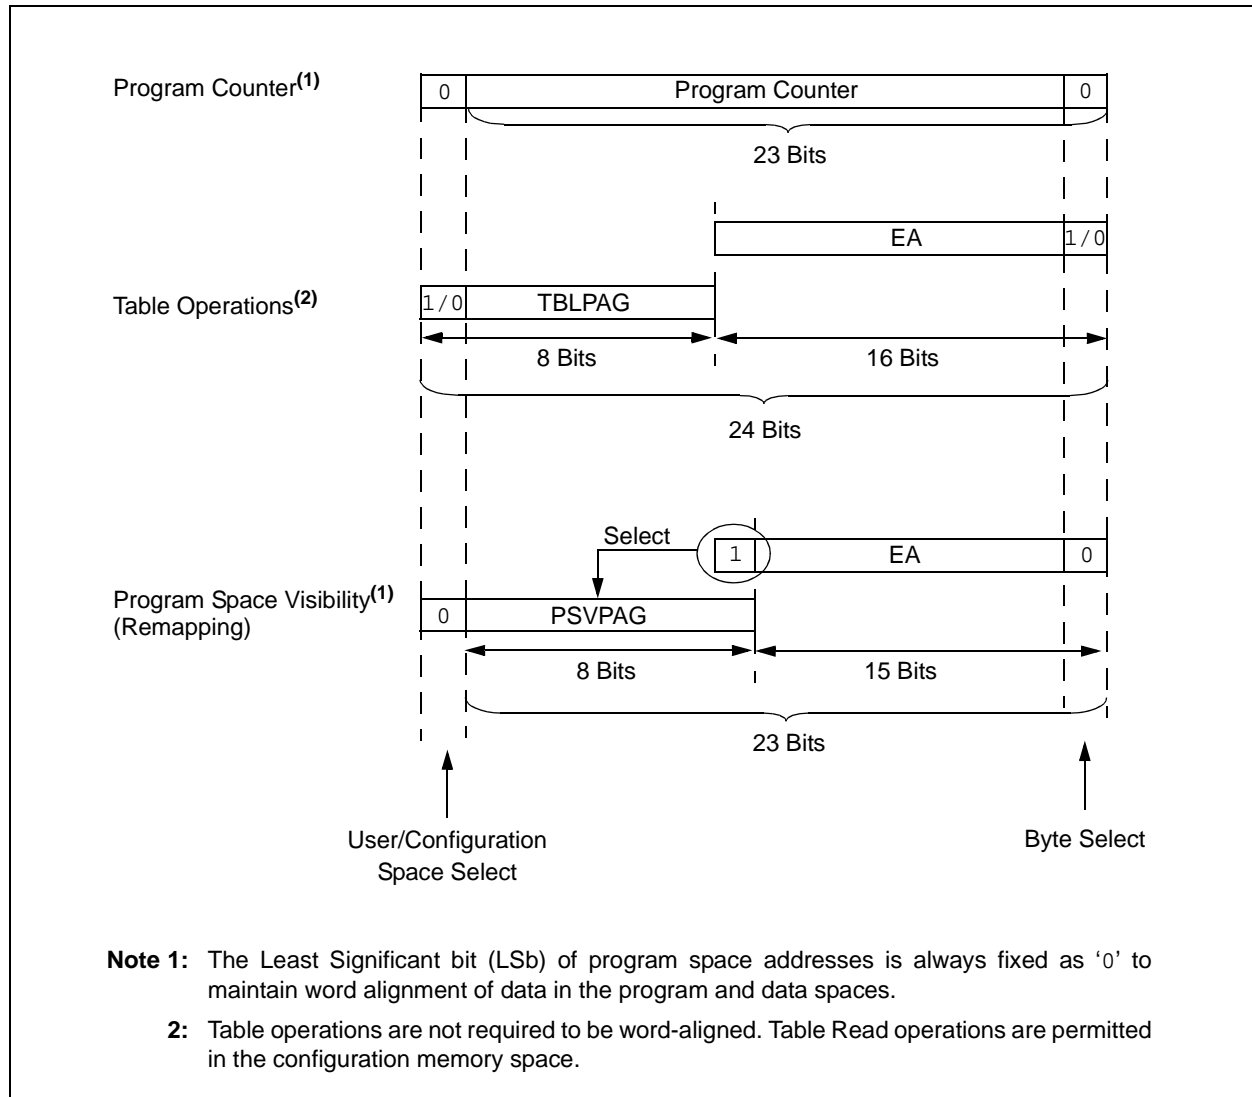 Program Counter(1)
0
Program Counter
0
23 Bits
EA
1/0
Table Operations(2)
1/0
TBLPAG
8 Bits
16 Bits
24 Bits
Select
1
EA
0
Program Space Visibility(1)
(Remapping)
0
PSVPAG
8 Bits
15 Bits
23 Bits
User/Configuration
Space Select
Byte Select
Note 1: The Least Significant bit (LSb) of program space addresses is always fixed as ‘0’ to
maintain word alignment of data in the program and data spaces.
2: Table operations are not required to be word-aligned. Table Read operations are permitted
in the configuration memory space.